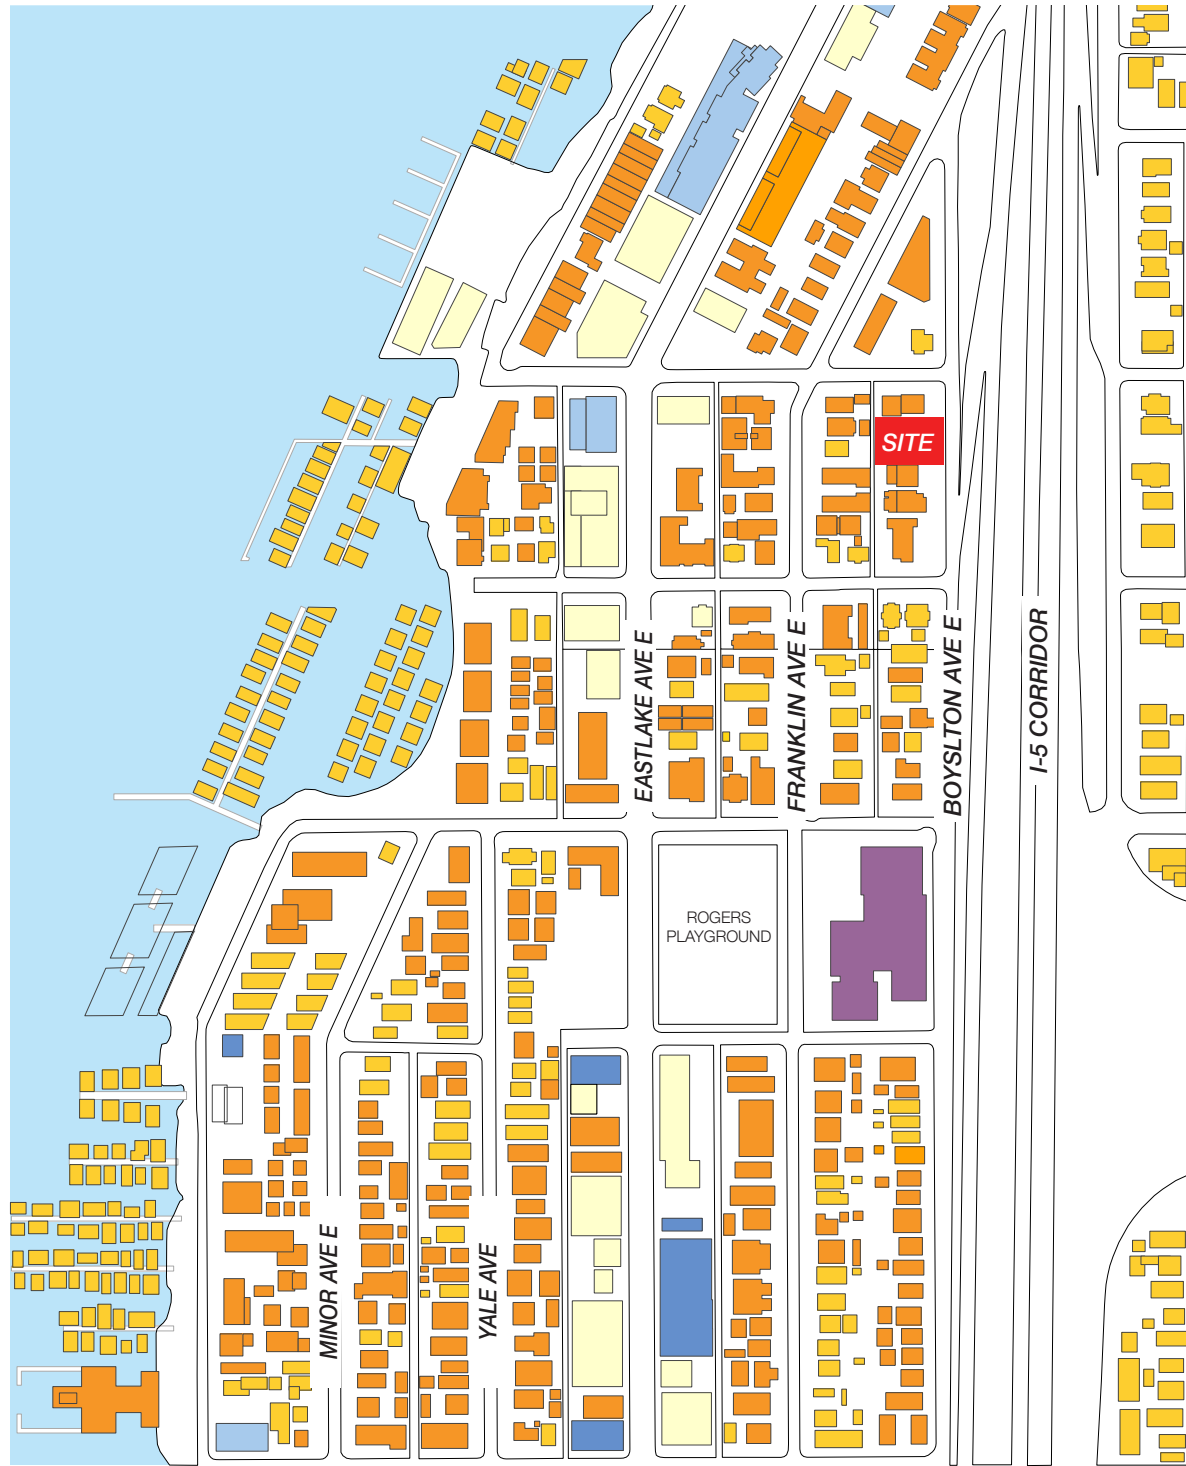 SITE
EASTLAKE AVE E
FRANKLIN AVE E
BOYSLTON AVE E
I-5 CORRIDOR
ROGERS
PLAYGROUND
MINOR AVE E
YALE AVE